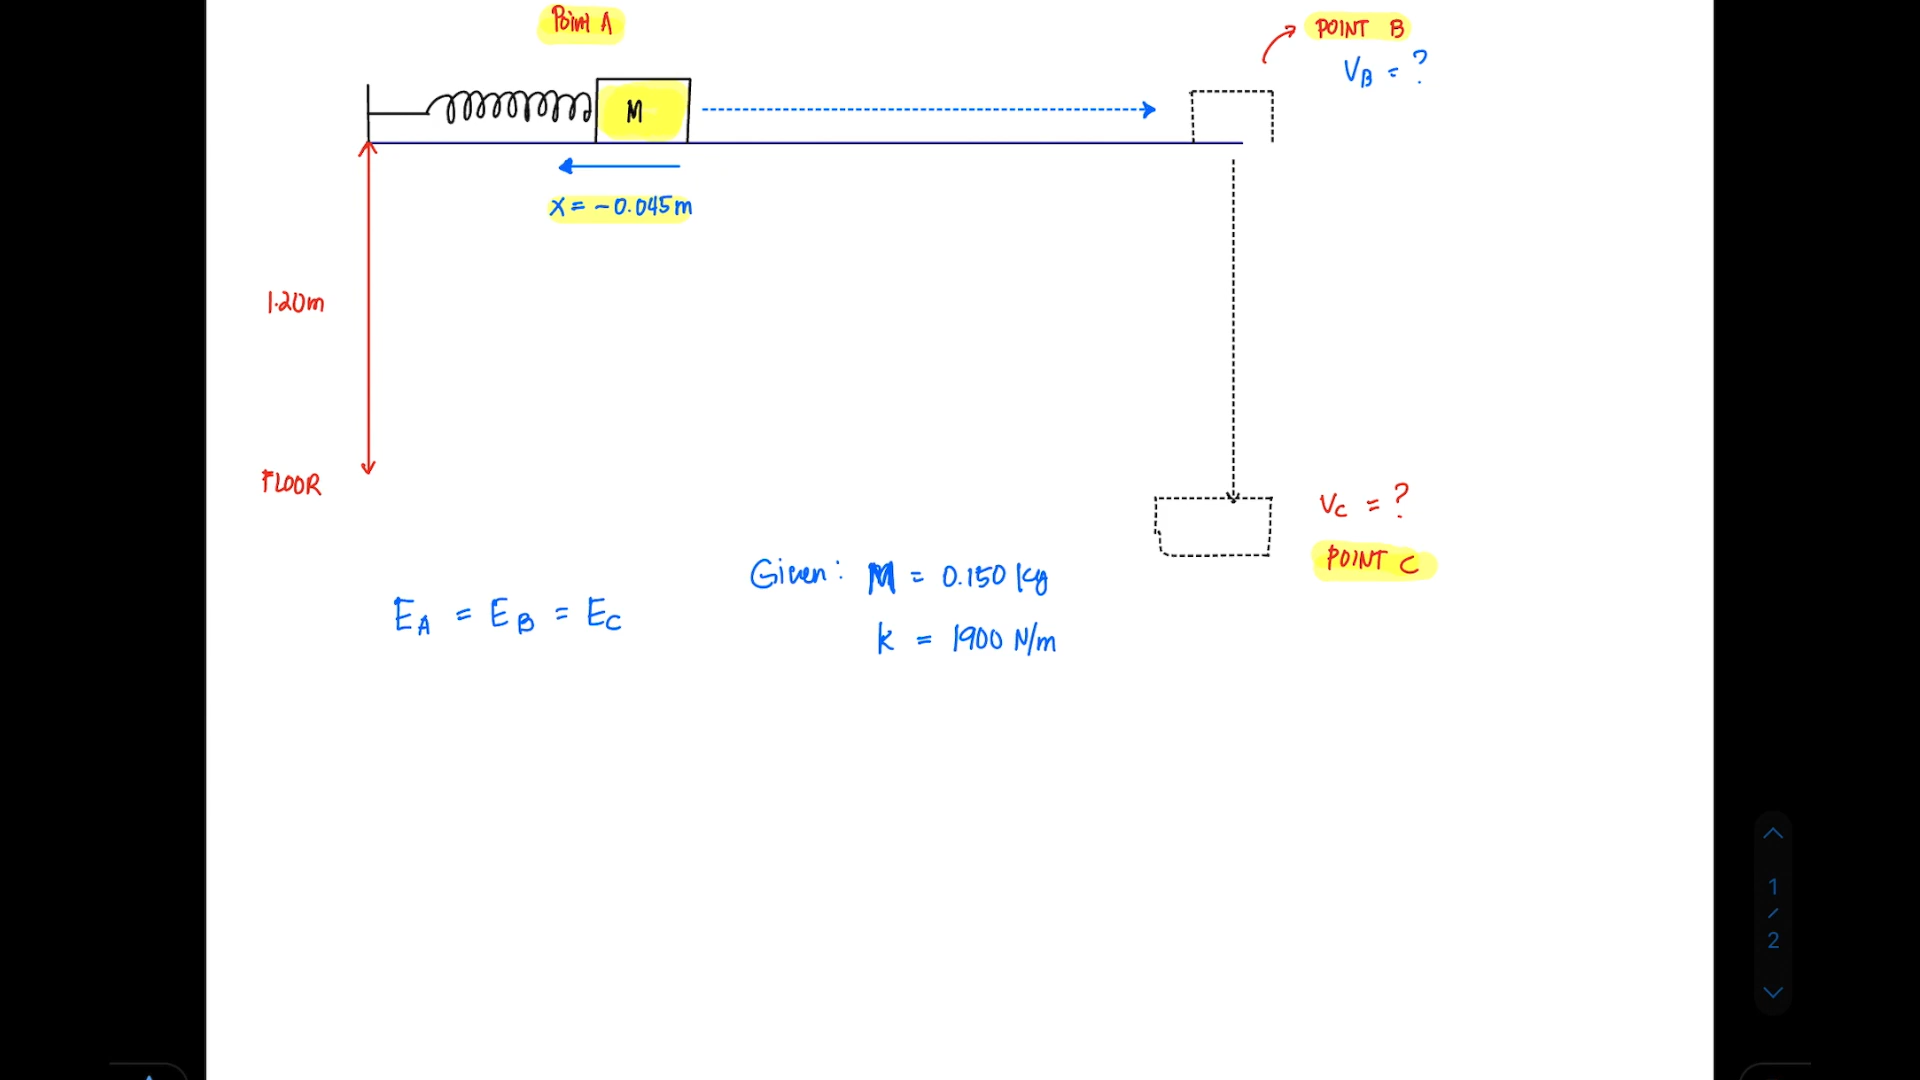 Point A
POINT B
VB = ?
M
x = -0.045m
1.20m
FLOOR
VC = ?
POINT C
Given: M = 0.150 kg
EA = EB = EC
k = 1900 N/m
1
/
2